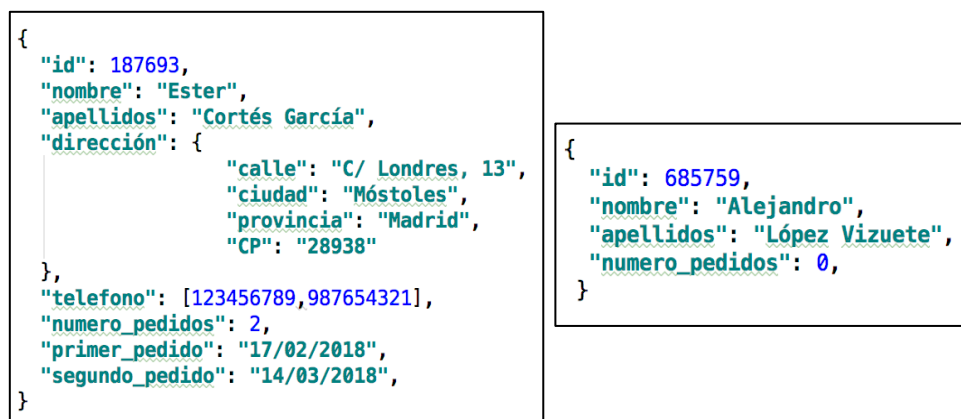 {
"id": 187693,
"nombre": "Ester",
"apellidos": "Cortés García",
"dirección": {
"calle": "C/ Londres, 13",
"ciudad": "Móstoles",
"provincia": "Madrid",
"CP": "28938"
},
"telefono": [123456789,987654321],
"numero_pedidos": 2,
"primer_pedido": "17/02/2018",
"segundo_pedido": "14/03/2018",
}
{
"id": 685759,
"nombre": "Alejandro",
"apellidos": "López Vizuete",
"numero_pedidos": 0,
}